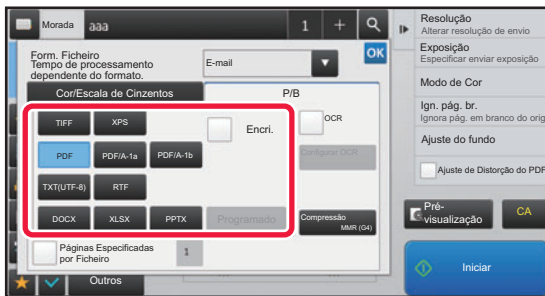 Morada
aaa
1
+
Form. Ficheiro
Tempo de processamento
dependente do formato.
E-mail
OK
Cor/Escala de Cinzentos
P/B
TIFF
XPS
Encri.
OCR
PDF
PDF/A-1a
PDF/A-1b
Configurar OCR
TXT(UTF-8)
RTF
DOCX
XLSX
PPTX
Programado
Compressão
MMR (G4)
Páginas Especificadas
por Ficheiro
1
Outros
Resolução
Alterar resolução de envio
Exposição
Especificar enviar exposição
Modo de Cor
Ign. pág. br.
Ignora pág. em branco do orig
Ajuste do fundo
Ajuste de Distorção do PDF
Pré-
visualização
CA
Iniciar